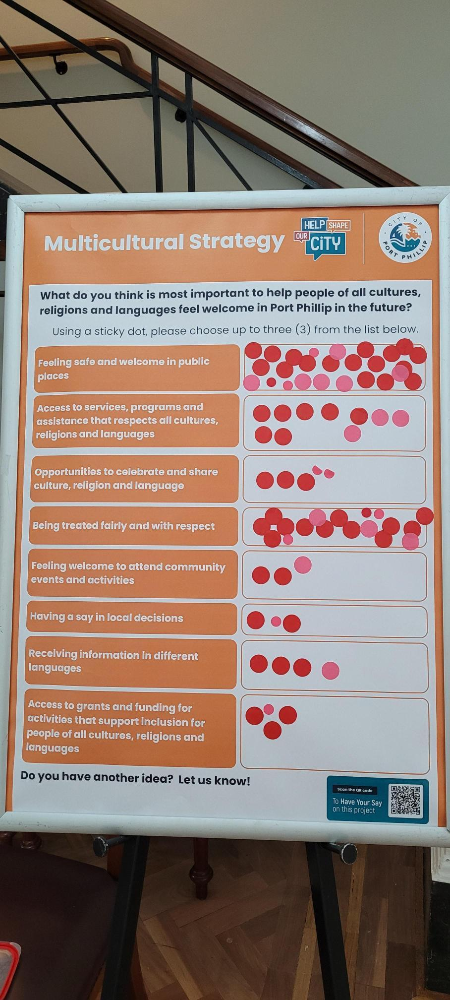 Multicultural Strategy
HELP SHAPE
OUR CiTY
CITY OF
PORT PHILLIP
What do you think is most important to help people of all cultures,
religions and languages feel welcome in Port Phillip in the future?
Using a sticky dot, please choose up to three (3) from the list below.
Feeling safe and welcome in public
places
Access to services, programs and
assistance that respects all cultures,
religions and languages
Opportunities to celebrate and share
culture, religion and language
Being treated fairly and with respect
Feeling welcome to attend community
events and activities
Having a say in local decisions
Receiving information in different
languages
Access to grants and funding for
activities that support inclusion for
people of all cultures, religions and
languages
Do you have another idea? Let us know!
Scan the QR code
To Have Your Say
on this project